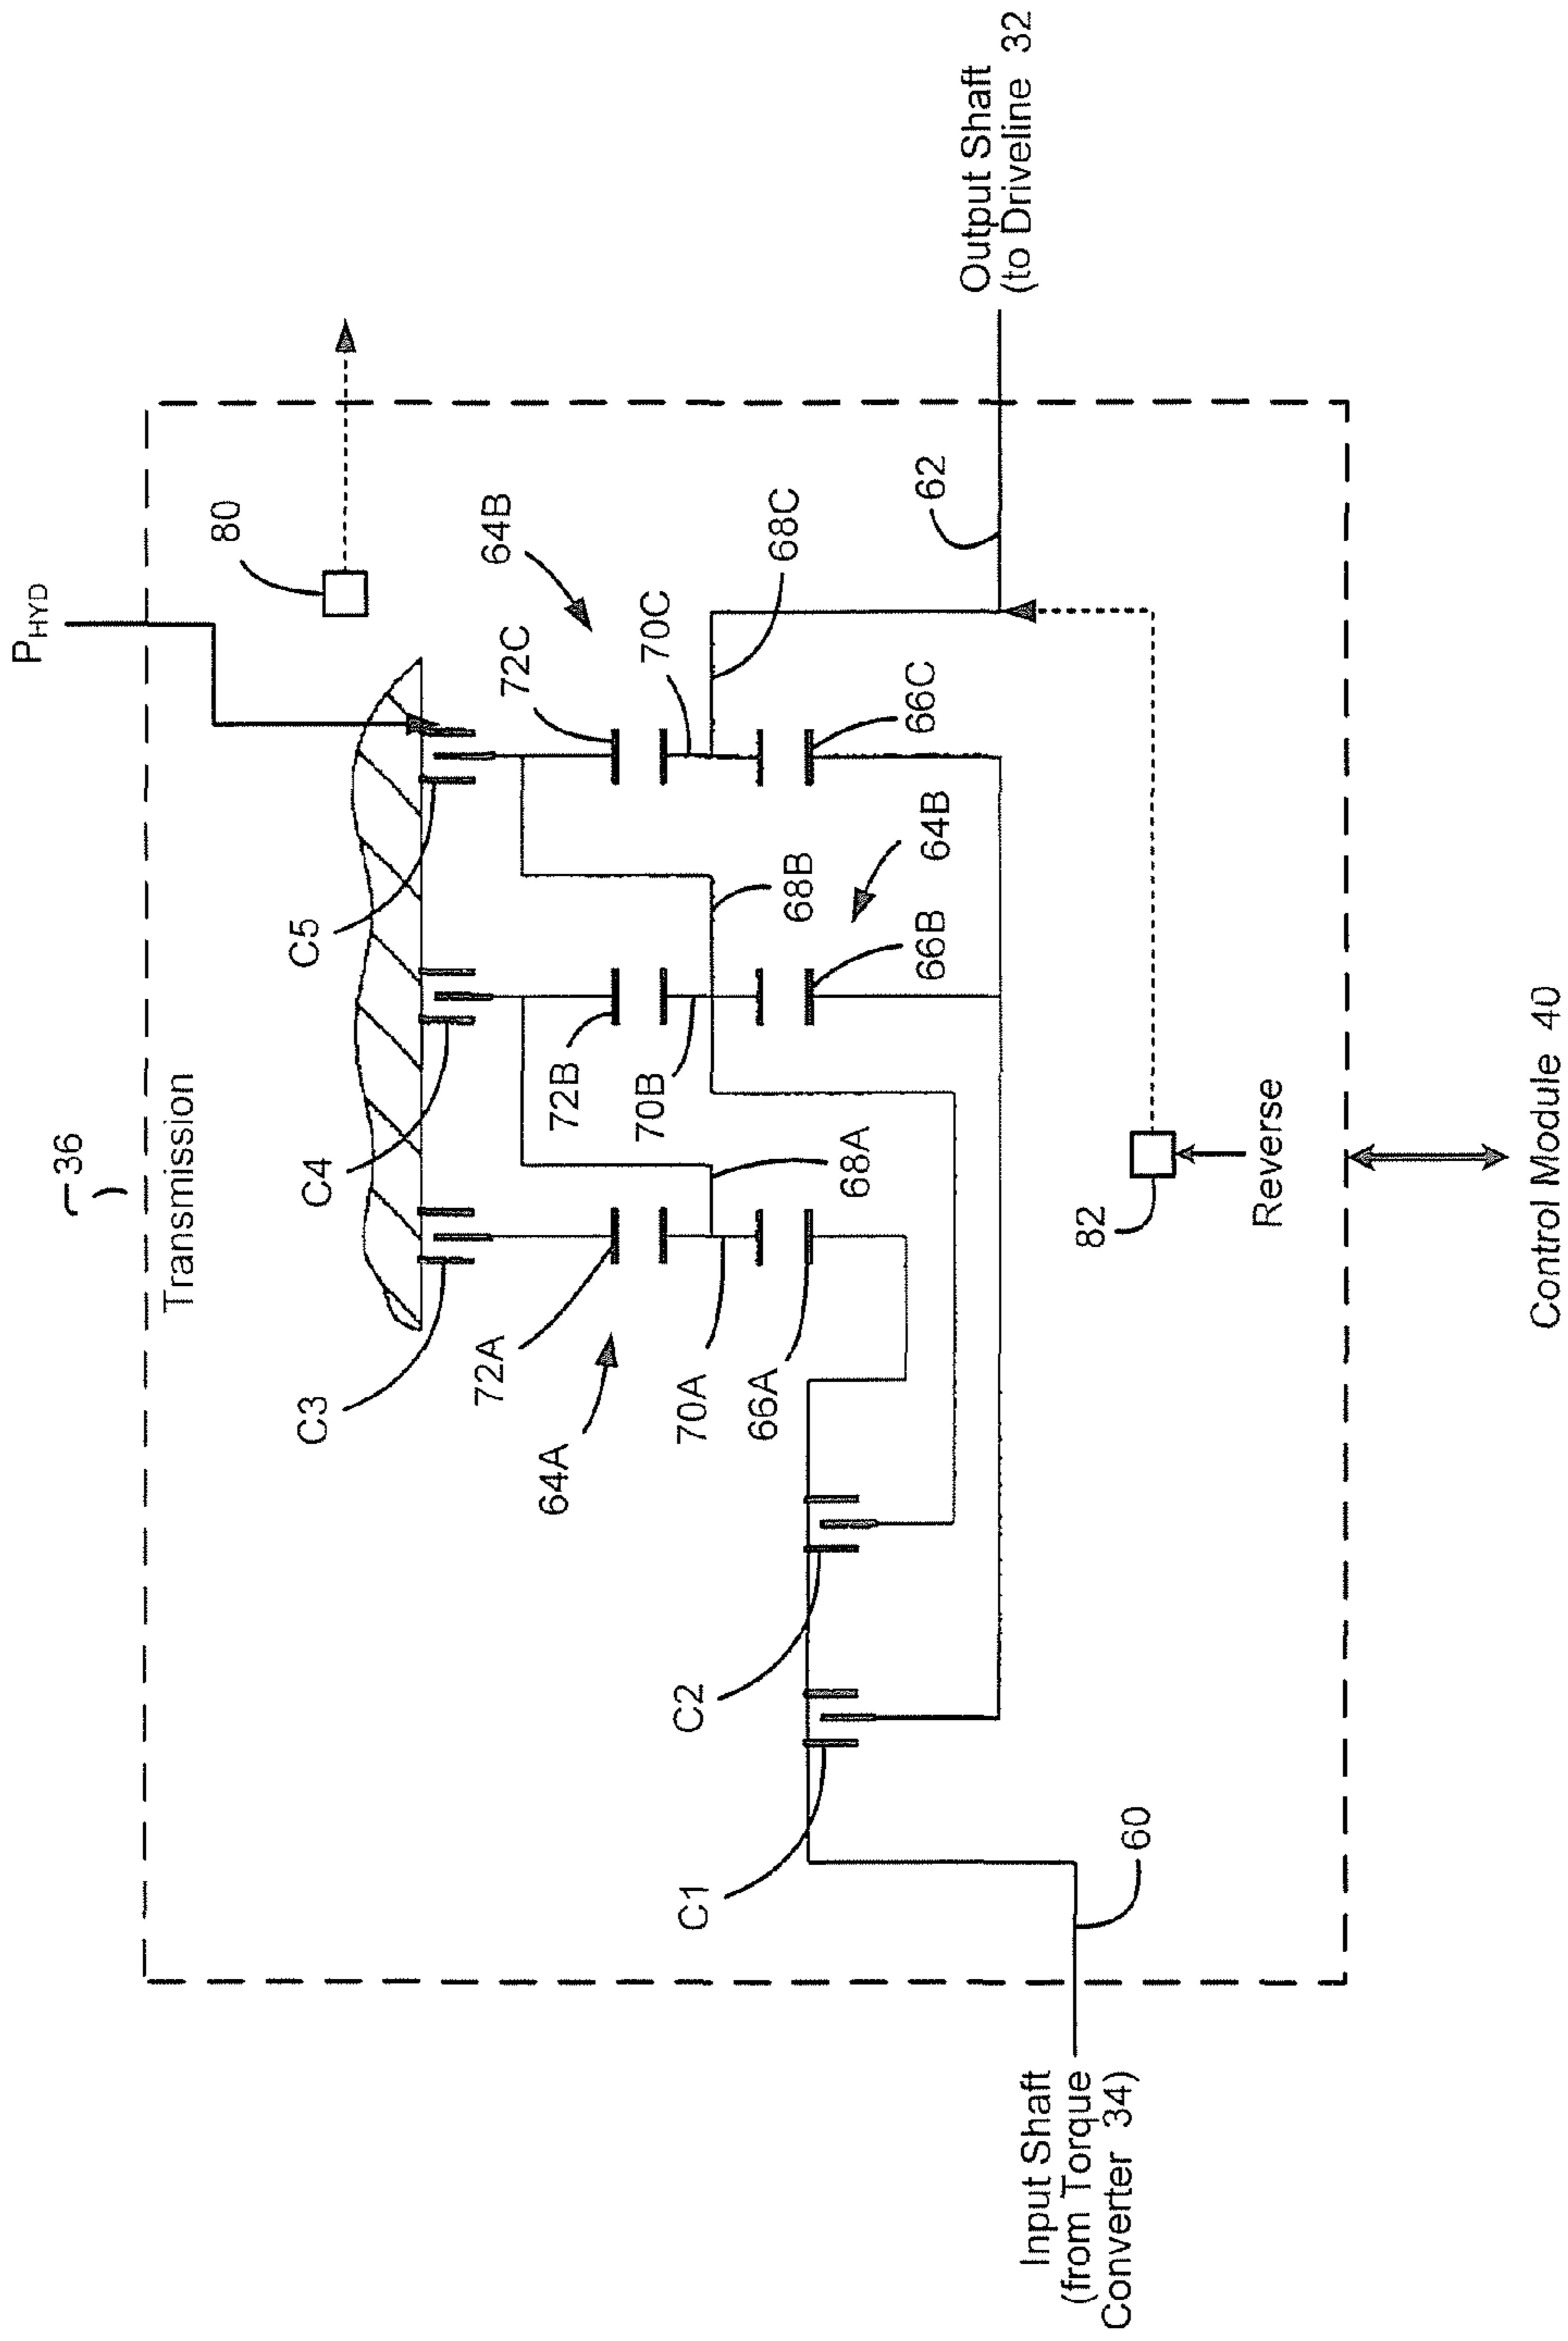 36
Transmission
P HYD
80
C3
C4
C5
64B
72A
72B
72C
64A
70A
70B
70C
66A
68A
68B
68C
64B
66B
66C
C1
C2
62
Output Shaft
(to Driveline 32
60
Input Shaft
(from Torque
Converter 34)
82
Reverse
Control Module 40